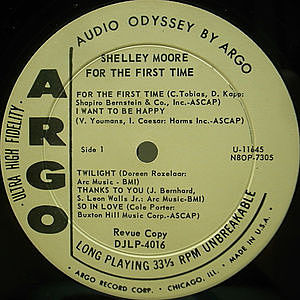 AUDIO ODYSSEY BY ARGO
SHELLEY MOORE
FOR THE FIRST TIME
FOR THE FIRST TIME (C.Tobias, D. Kapp:
Shapiro Bernstein & Co., Inc.-ASCAP)
I WANT TO BE HAPPY
(V. Youmans, I. Caesar: Harms Inc.-ASCAP)
ULTRA HIGH FIDELITY
ARGO
Side 1
U-11645
N8OP-7305
TWILIGHT (Doreen Rozelaar:
Arc Music - BMI)
THANKS TO YOU (J. Bernhard,
S. Leon Walls Jr.: Arc Music-BMI)
SO IN LOVE (Cole Porter:
Buxton Hill Music Corp.-ASCAP)
Revue Copy
DJLP-4016
LONG PLAYING 33⅓ RPM UNBREAKABLE
ARGO RECORD CORP. • CHICAGO, ILL. • MADE IN U.S.A.